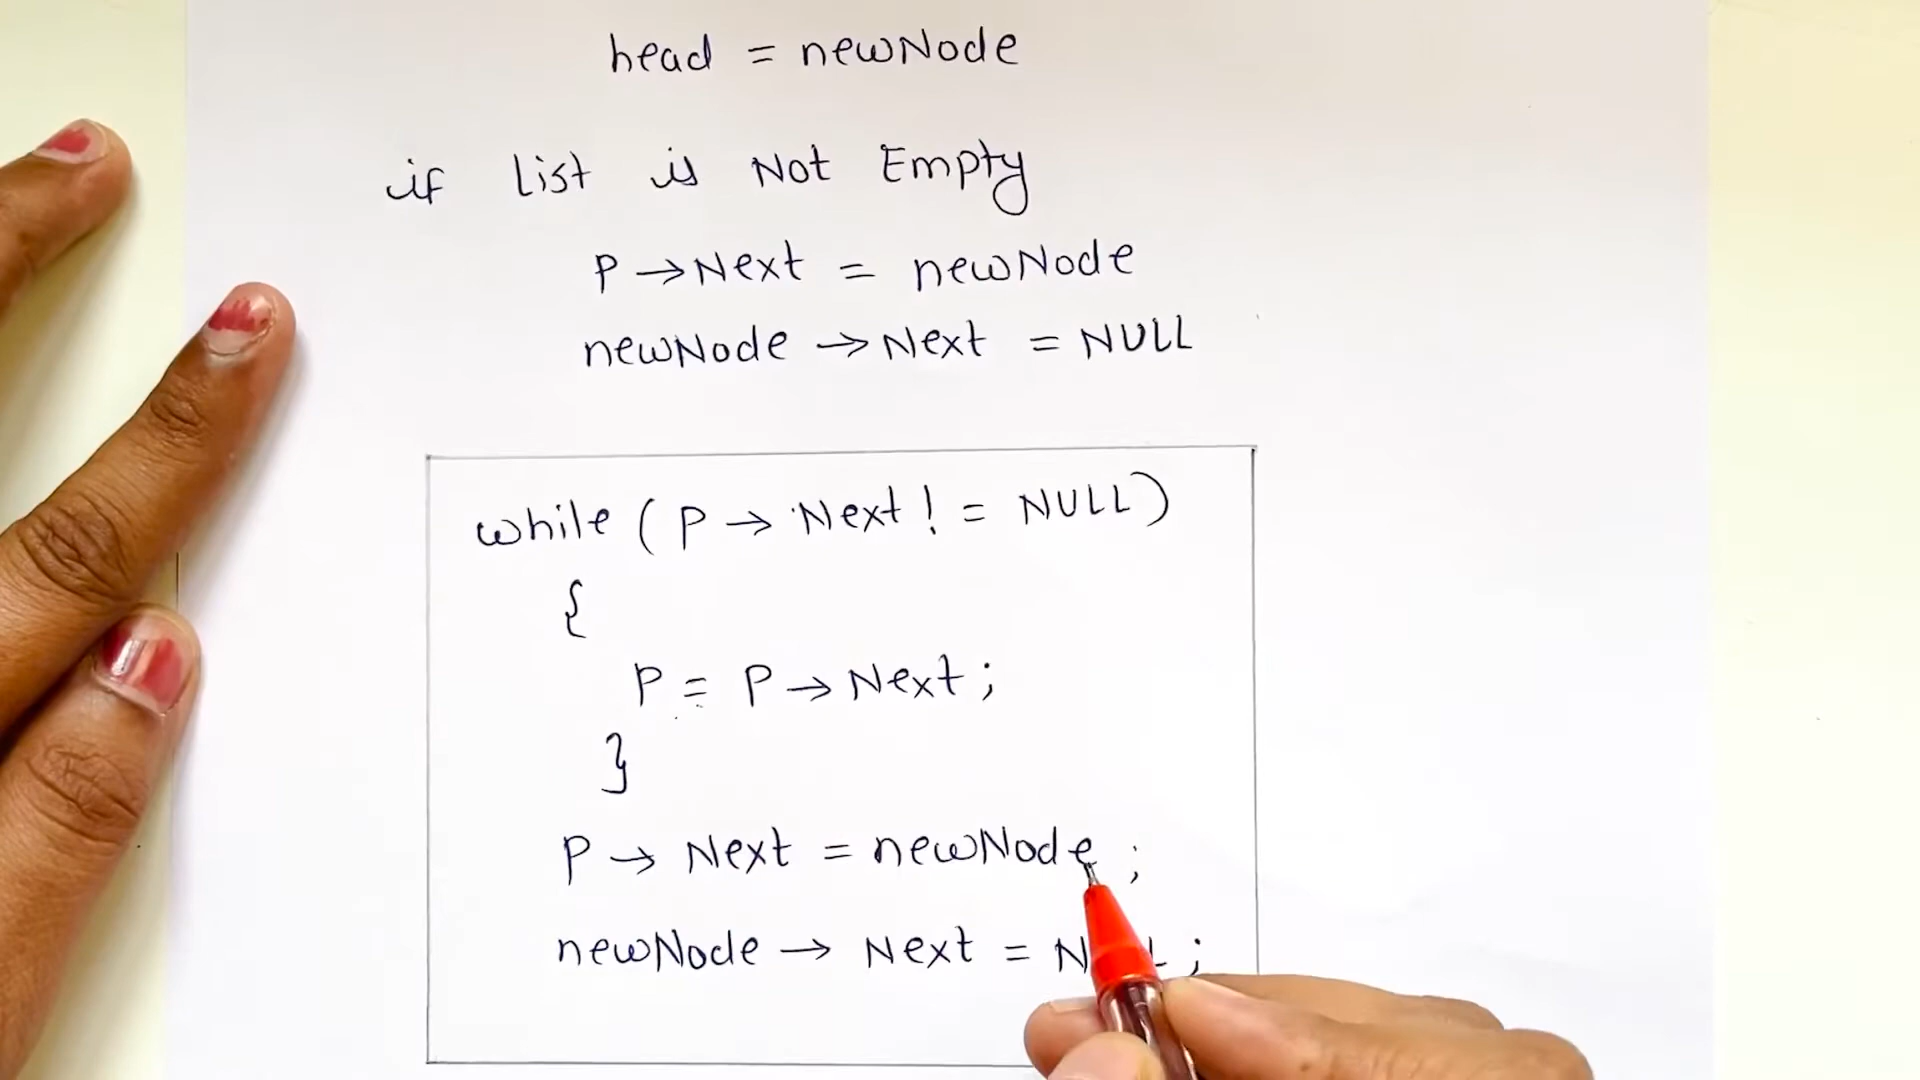 head = newNode
if List is Not Empty
P → Next = newNode
newNode → Next = NULL
while ( P → Next ! = NULL )
{
P = P → Next ;
}
P → Next = newNode ;
newNode → Next = ;